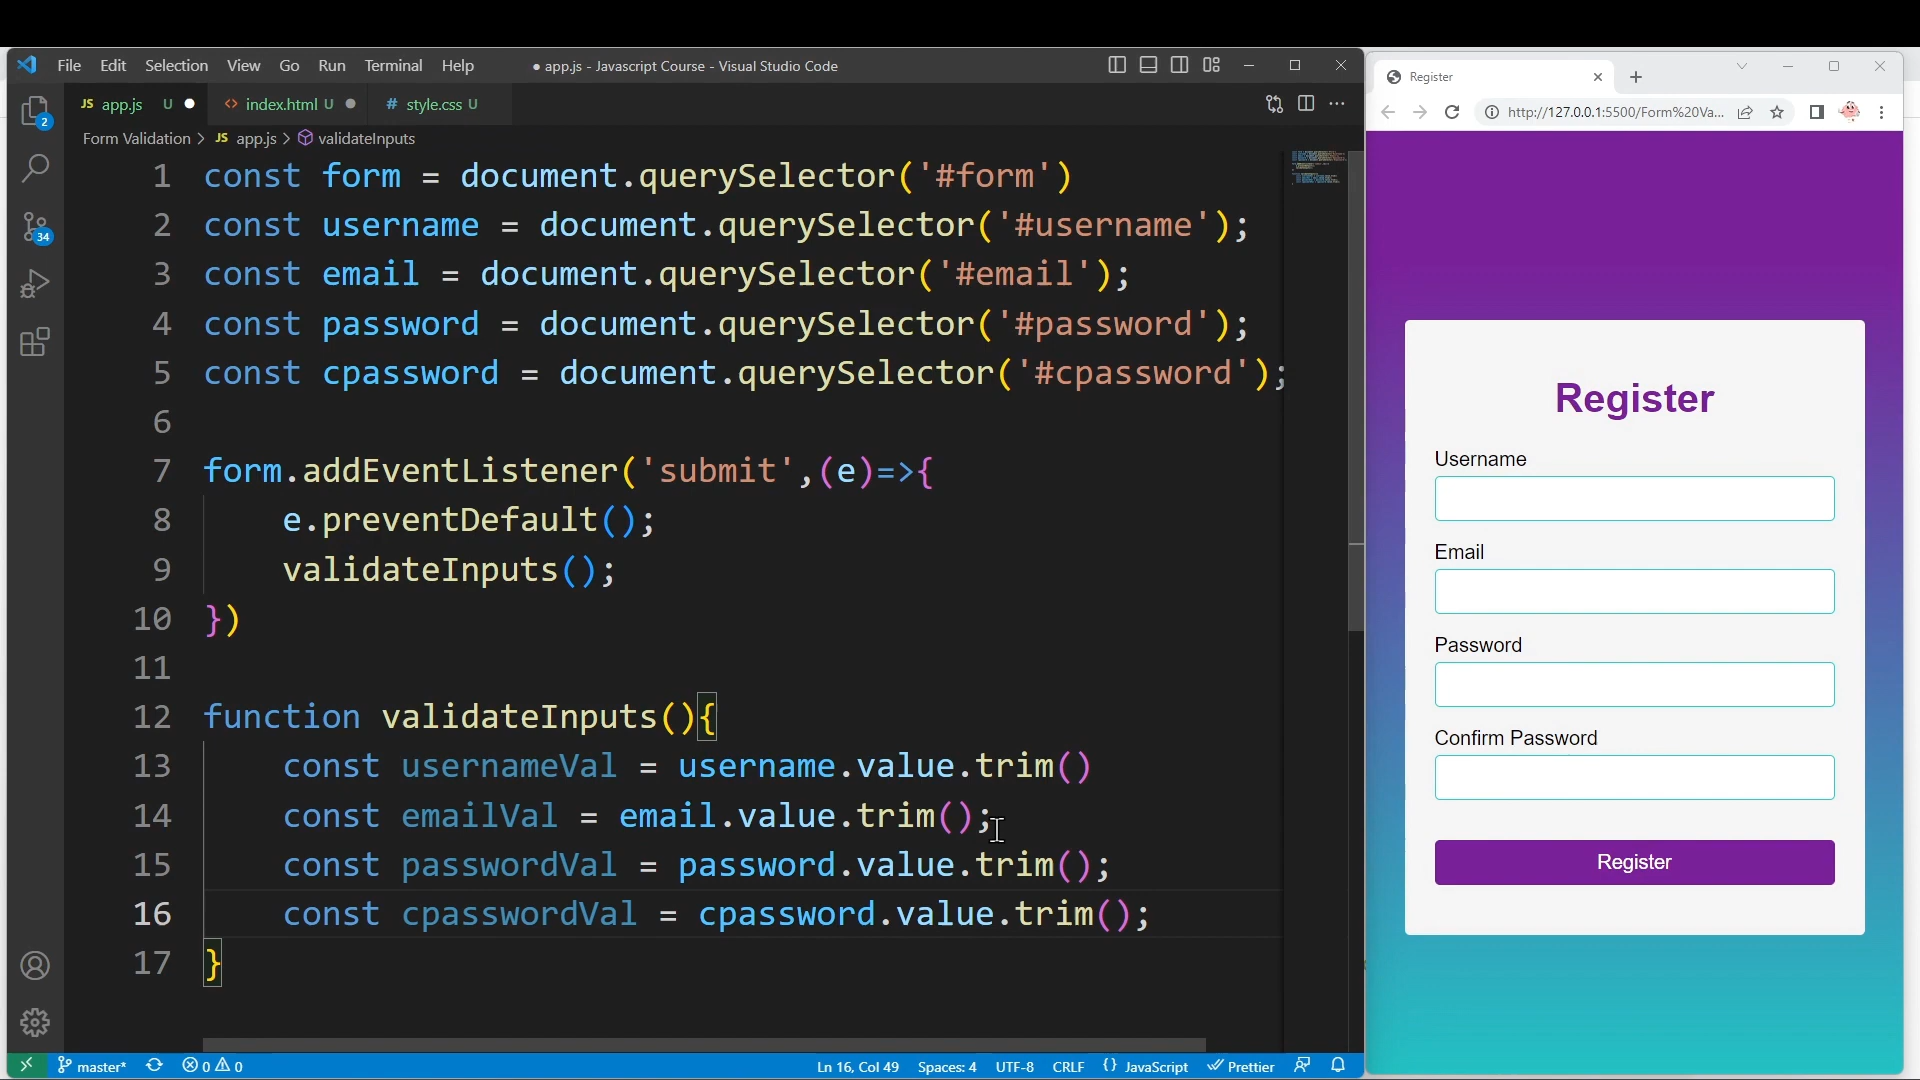 File Edit Selection View Go Run Terminal Help
● app.js - Javascript Course - Visual Studio Code
JS app.js U ●
<> index.html U ●
# style.css U
Form Validation > JS app.js > validateInputs
2
34
1 const form = document.querySelector('#form')
2 const username = document.querySelector('#username');
3 const email = document.querySelector('#email');
4 const password = document.querySelector('#password');
5 const cpassword = document.querySelector('#cpassword');
6
7 form.addEventListener('submit',(e)=>{
8     e.preventDefault();
9     validateInputs();
10 })
11
12 function validateInputs(){
13     const usernameVal = username.value.trim()
14     const emailVal = email.value.trim();
15     const passwordVal = password.value.trim();
16     const cpasswordVal = cpassword.value.trim();
17 }
master* 0 0 Ln 16, Col 49 Spaces: 4 UTF-8 CRLF {} JavaScript Prettier
Register
http://127.0.0.1:5500/Form%20Va...
Register
Username
Email
Password
Confirm Password
Register